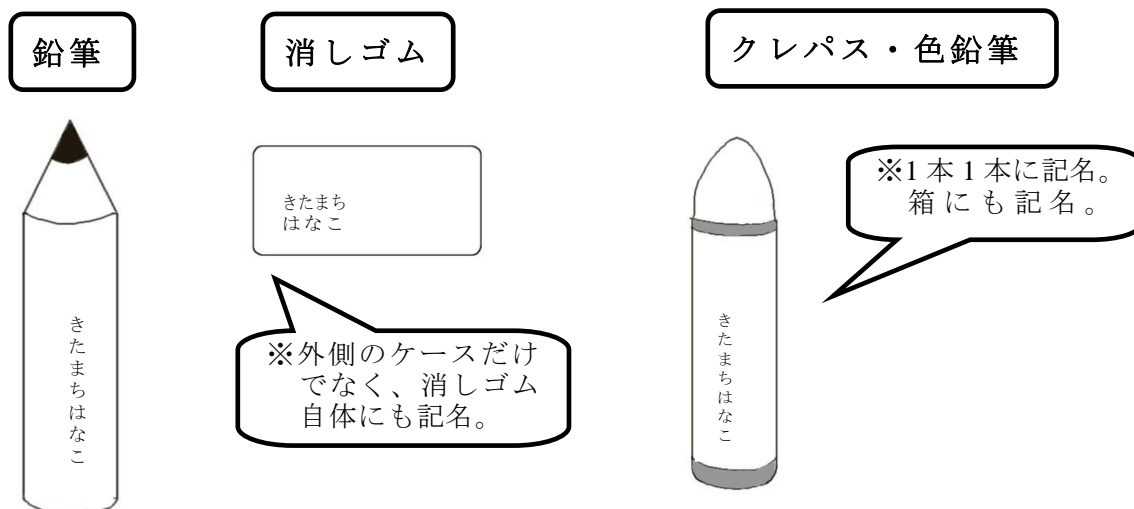 鉛筆
消しゴム
クレパス・色鉛筆
きたまちはなこ
きたまち
はなこ
※外側のケースだけ
でなく、消しゴム
自体にも記名。
きたまちはなこ
※1本1本に記名。
箱にも記名。